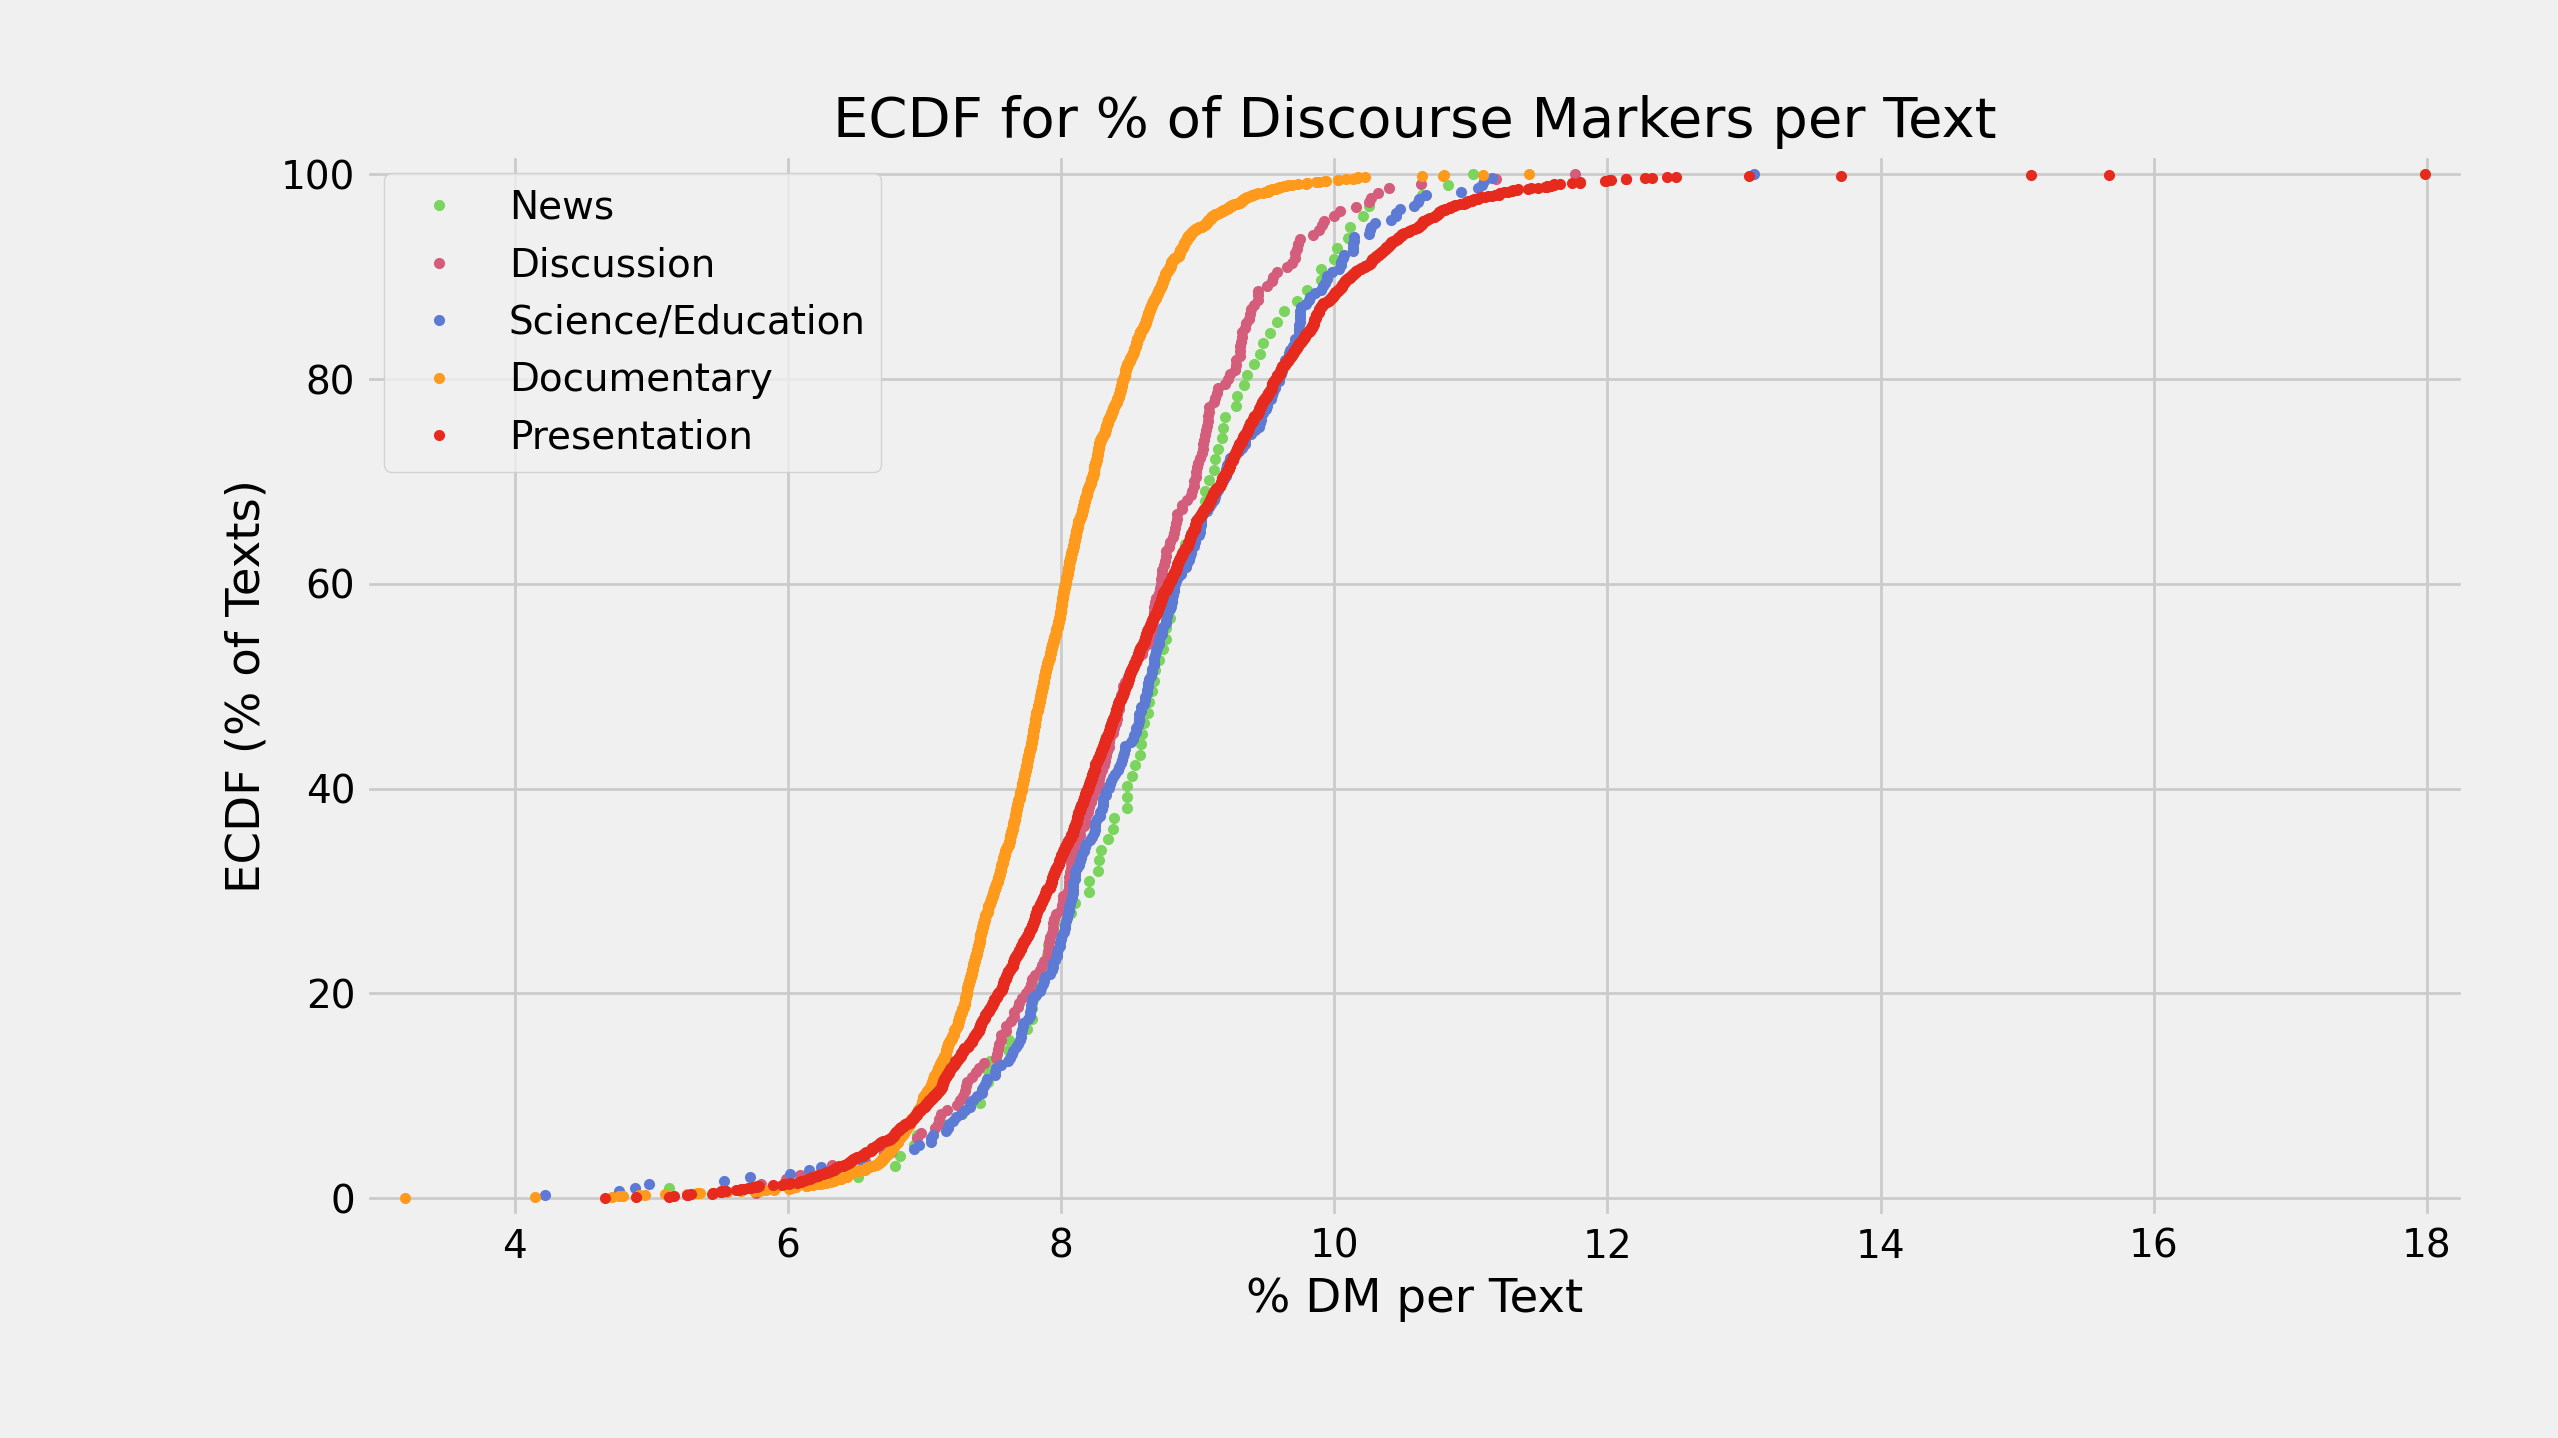 ECDF for % of Discourse Markers per Text
100
80
60
40
20
0
ECDF (% of Texts)
News
Discussion
Science/Education
Documentary
Presentation
4 6 8 10 12 14 16 18
% DM per Text